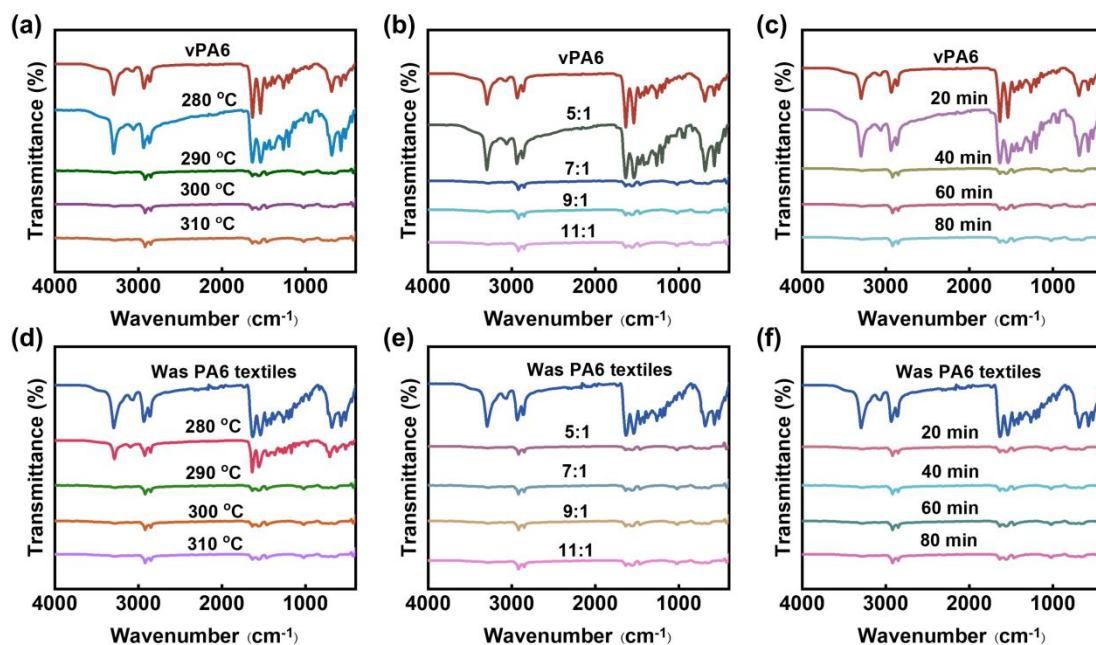 (a)
Transmittance (%)
vPA6
280 °C
290 °C
300 °C
310 °C
4000 3000 2000 1000
Wavenumber (cm⁻¹)
(b)
Transmittance (%)
vPA6
5:1
7:1
9:1
11:1
4000 3000 2000 1000
Wavenumber (cm⁻¹)
(c)
Transmittance (%)
vPA6
20 min
40 min
60 min
80 min
4000 3000 2000 1000
Wavenumber (cm⁻¹)
(d)
Transmittance (%)
Was PA6 textiles
280 °C
290 °C
300 °C
310 °C
4000 3000 2000 1000
Wavenumber (cm⁻¹)
(e)
Transmittance (%)
Was PA6 textiles
5:1
7:1
9:1
11:1
4000 3000 2000 1000
Wavenumber (cm⁻¹)
(f)
Transmittance (%)
Was PA6 textiles
20 min
40 min
60 min
80 min
4000 3000 2000 1000
Wavenumber (cm⁻¹)